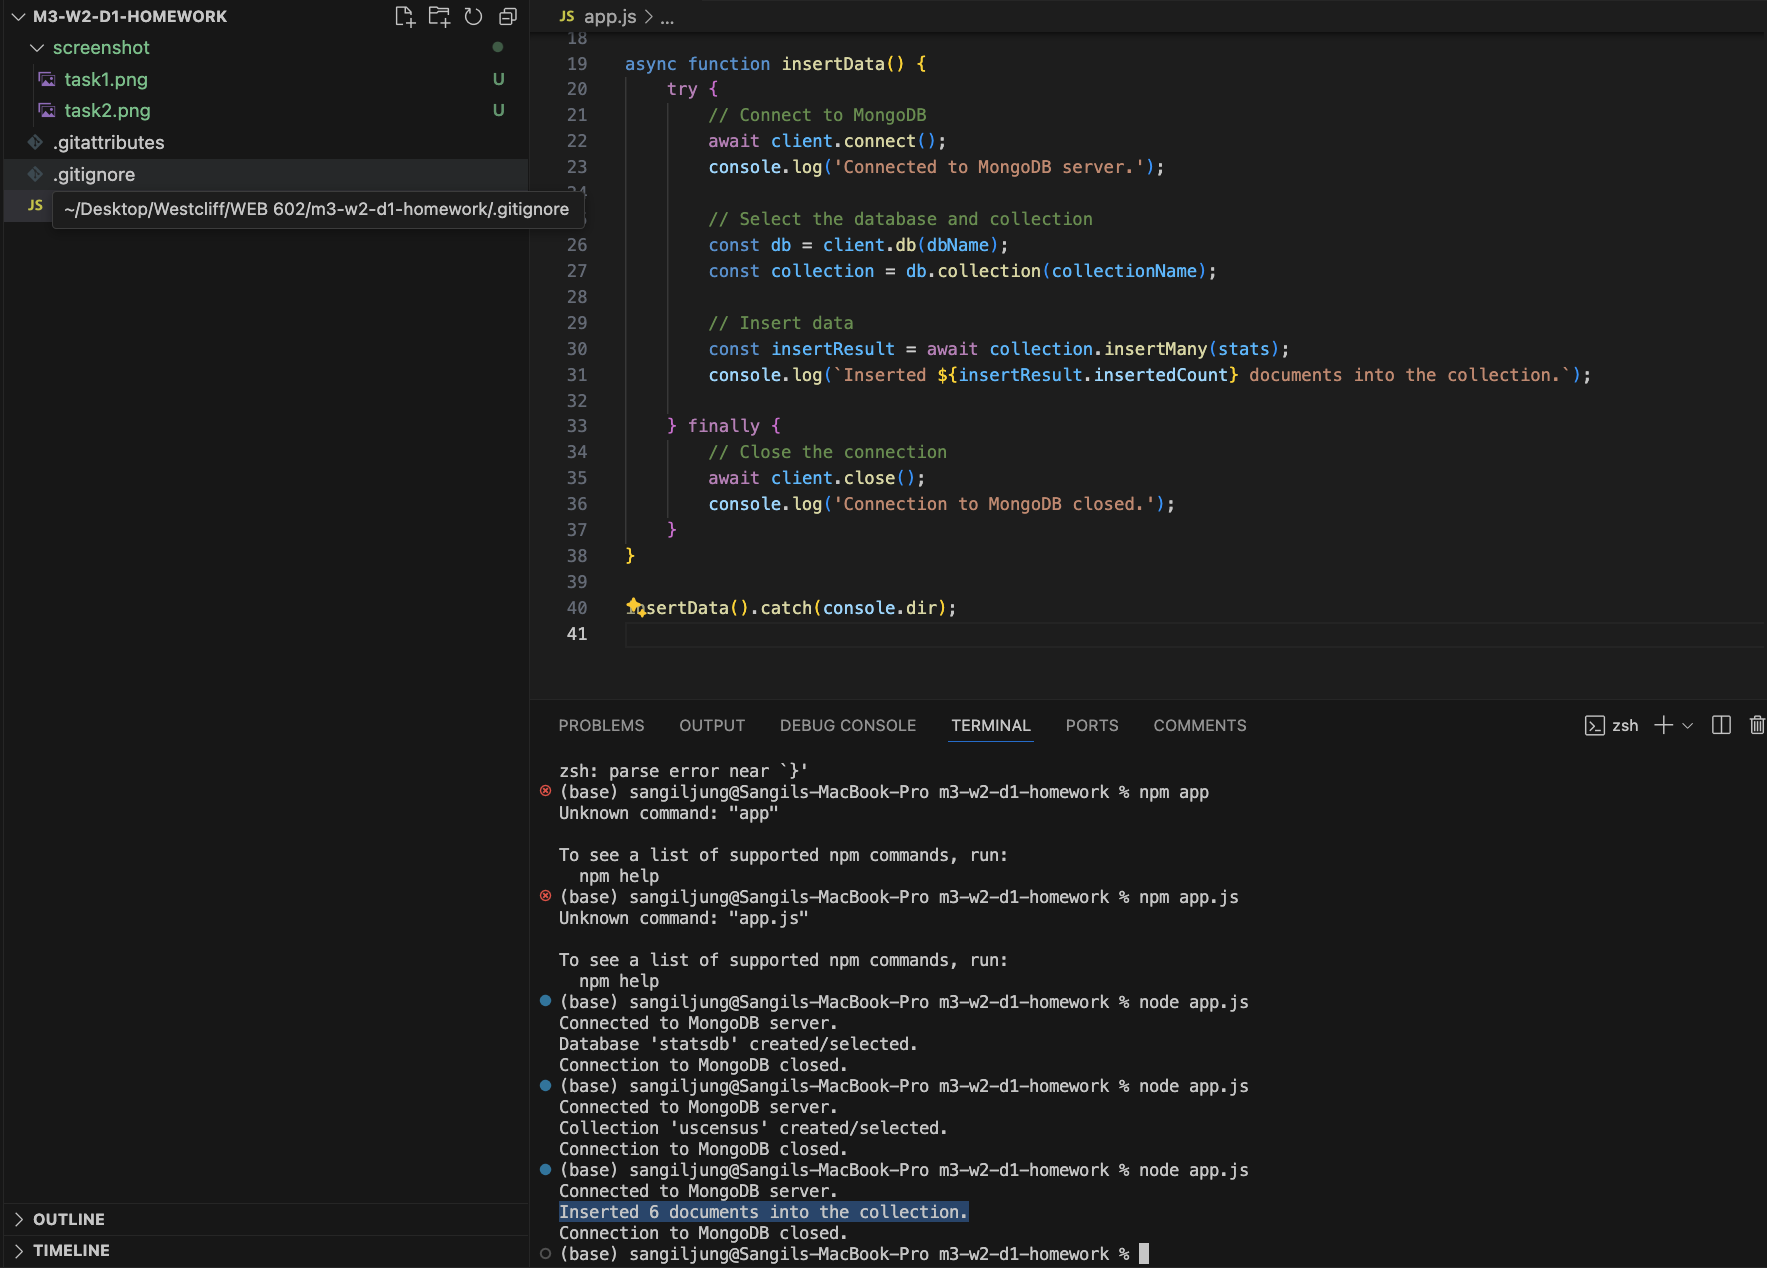 M3-W2-D1-HOMEWORK
screenshot
task1.png U
task2.png U
.gitattributes
.gitignore
JS
~/Desktop/Westcliff/WEB 602/m3-w2-d1-homework/.gitignore
OUTLINE
TIMELINE
JS app.js > ...
18
19 async function insertData() {
20 try {
21 // Connect to MongoDB
22 await client.connect();
23 console.log('Connected to MongoDB server.');
24
// Select the database and collection
26 const db = client.db(dbName);
27 const collection = db.collection(collectionName);
28
29 // Insert data
30 const insertResult = await collection.insertMany(stats);
31 console.log(`Inserted ${insertResult.insertedCount} documents into the collection.`);
32
33 } finally {
34 // Close the connection
35 await client.close();
36 console.log('Connection to MongoDB closed.');
37 }
38 }
39
40 insertData().catch(console.dir);
41
PROBLEMS OUTPUT DEBUG CONSOLE TERMINAL PORTS COMMENTS zsh
zsh: parse error near `}'
(base) sangiljung@Sangils-MacBook-Pro m3-w2-d1-homework % npm app
Unknown command: "app"
To see a list of supported npm commands, run:
npm help
(base) sangiljung@Sangils-MacBook-Pro m3-w2-d1-homework % npm app.js
Unknown command: "app.js"
To see a list of supported npm commands, run:
npm help
(base) sangiljung@Sangils-MacBook-Pro m3-w2-d1-homework % node app.js
Connected to MongoDB server.
Database 'statsdb' created/selected.
Connection to MongoDB closed.
(base) sangiljung@Sangils-MacBook-Pro m3-w2-d1-homework % node app.js
Connected to MongoDB server.
Collection 'uscensus' created/selected.
Connection to MongoDB closed.
(base) sangiljung@Sangils-MacBook-Pro m3-w2-d1-homework % node app.js
Connected to MongoDB server.
Inserted 6 documents into the collection.
Connection to MongoDB closed.
(base) sangiljung@Sangils-MacBook-Pro m3-w2-d1-homework %